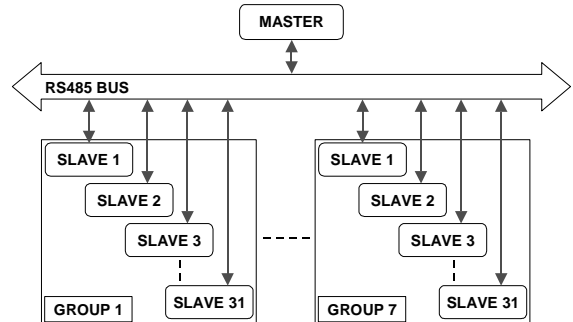 MASTER
RS485 BUS
SLAVE 1
SLAVE 2
SLAVE 3
SLAVE 31
GROUP 1
SLAVE 1
SLAVE 2
SLAVE 3
SLAVE 31
GROUP 7